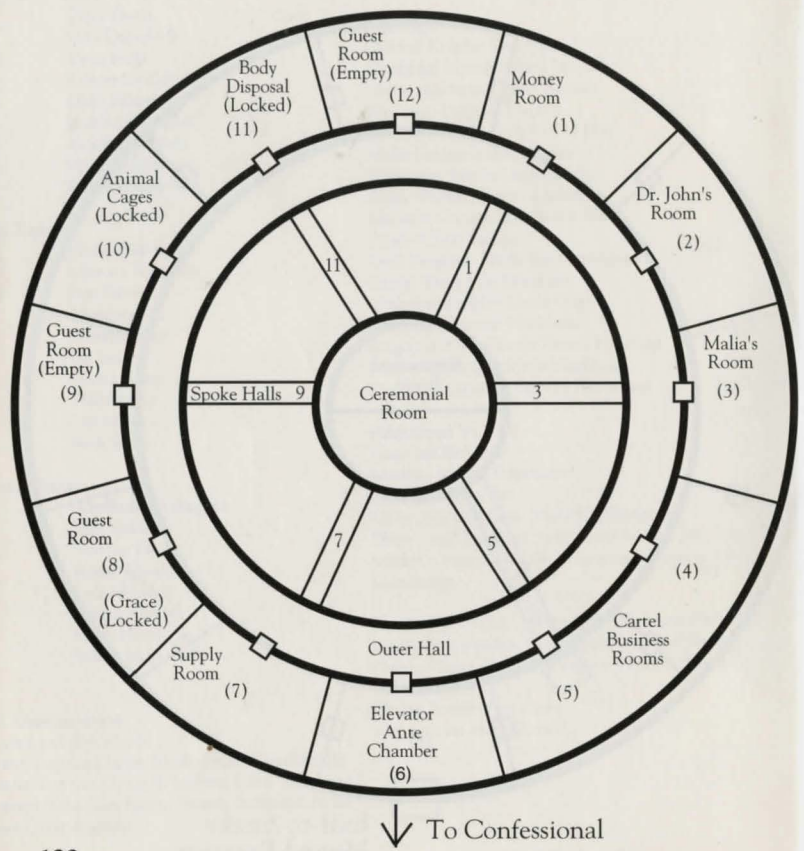 Guest
Room
(Empty)
(12)
Money
Room
(1)
Dr. John's
Room
(2)
Malia's
Room
(3)
(4)
Cartel
Business
Rooms
(5)
Elevator
Ante
Chamber
(6)
Supply
Room
(7)
Guest
Room
(8)
(Grace)
(Locked)
Guest
Room
(Empty)
(9)
Animal
Cages
(Locked)
(10)
Body
Disposal
(Locked)
(11)
11
1
Spoke Halls 9
Ceremonial
Room
3
7
5
Outer Hall
To Confessional